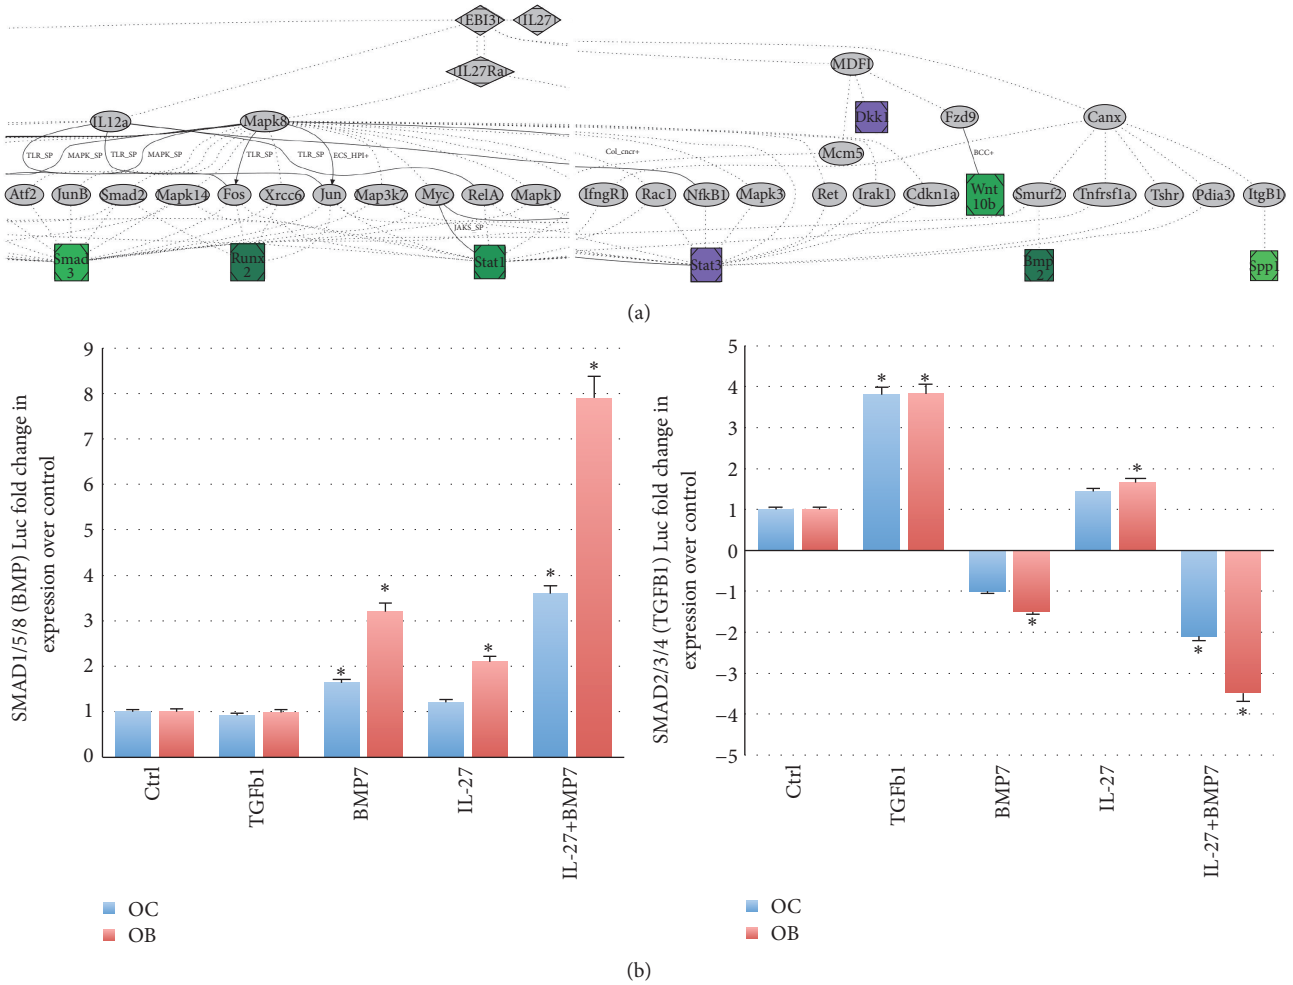 EBI3 IL27
IL27Ra
MDFI
IL12a Mapk8
Dkk1 Fzd9 Canx
Mcm5
TLR_SP MAPK_SP TLR_SP MAPK_SP TLR_SP TLR_SP ECS_HPI+ Col_cncr+ BCC+
Atf2 JunB Smad2 Mapk14 Fos Xrcc6 Jun Map3k7 Myc RelA Mapk1 IfngR1 Rac1 NfkB1 Mapk3 Ret Irak1 Cdkn1a Wnt Smurf2 Tnfrsf1a Tshr Pdia3 ItgB1
10b
JAKS_SP
Smad Runx Stat1 Stat3 Bmp Spp1
3 2 2
(a)
SMAD1/5/8 (BMP) Luc fold change in
expression over control
9
8
7
6
5
4
3
2
1
0
* * * * *
Ctrl
TGFb1
BMP7
IL-27
IL-27+BMP7
OC
OB
SMAD2/3/4 (TGFB1) Luc fold change in
expression over control
5
4
3
2
1
0
−1
−2
−3
−4
−5
* * * * * *
Ctrl
TGFb1
BMP7
IL-27
IL-27+BMP7
OC
OB
(b)